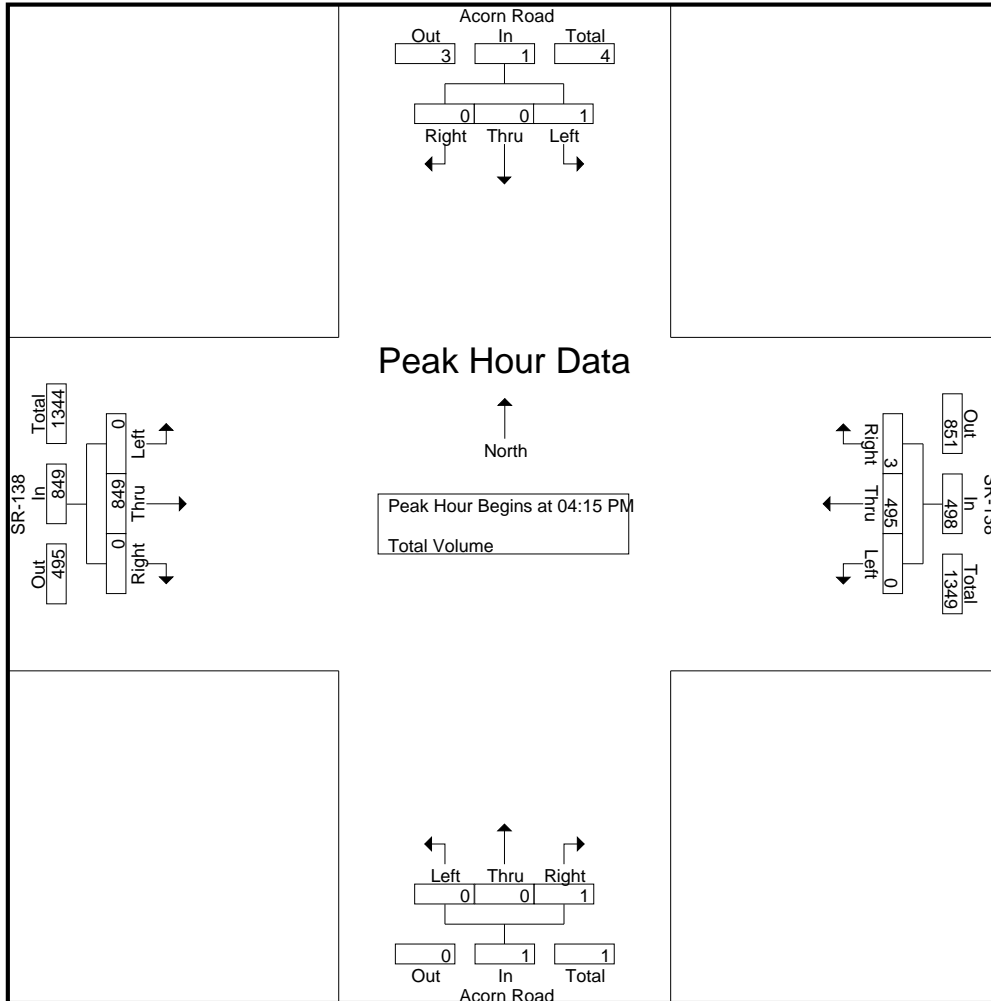 Acorn Road
Out In Total
3 1 4
0 0 1
Right Thru Left
Peak Hour Data
North
Peak Hour Begins at 04:15 PM
Total Volume
SR-138
Total In Out
1344 849 495
0 849 0
Left Thru Right
Right Thru Left
3 495 0
Out In Total
851 498 1349
SR-138
Left Thru Right
0 0 1
0 1 1
Out In Total
Acorn Road